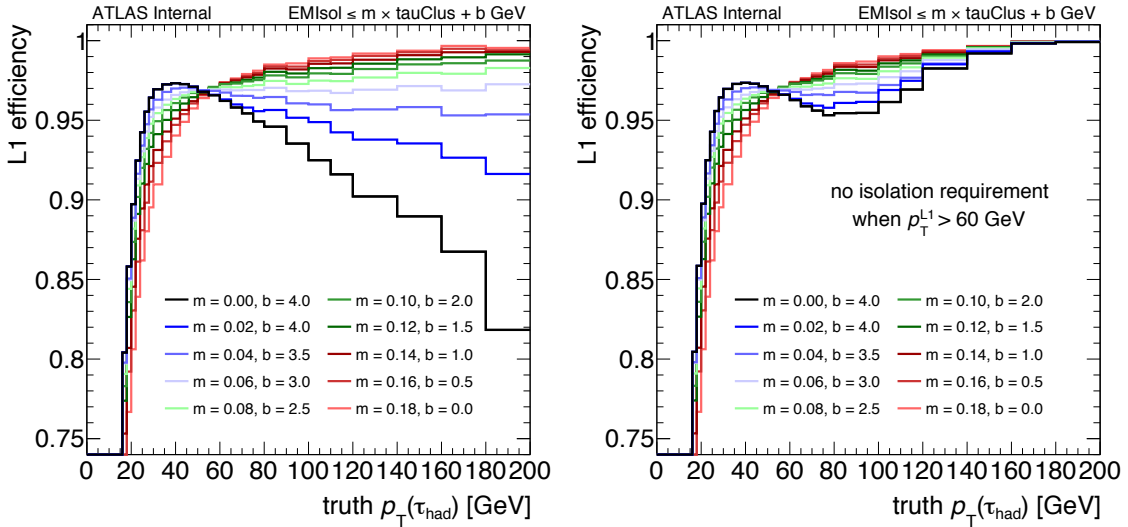 ATLAS Internal EMIsol ≤ m × tauClus + b GeV
L1 efficiency
1
0.95
0.9
0.85
0.8
0.75
m = 0.00, b = 4.0 m = 0.10, b = 2.0
m = 0.02, b = 4.0 m = 0.12, b = 1.5
m = 0.04, b = 3.5 m = 0.14, b = 1.0
m = 0.06, b = 3.0 m = 0.16, b = 0.5
m = 0.08, b = 2.5 m = 0.18, b = 0.0
0 20 40 60 80 100 120 140 160 180 200
truth p_T(τ_had) [GeV]
ATLAS Internal EMIsol ≤ m × tauClus + b GeV
L1 efficiency
1
0.95
0.9
0.85
0.8
0.75
no isolation requirement
when p_T^L1 > 60 GeV
m = 0.00, b = 4.0 m = 0.10, b = 2.0
m = 0.02, b = 4.0 m = 0.12, b = 1.5
m = 0.04, b = 3.5 m = 0.14, b = 1.0
m = 0.06, b = 3.0 m = 0.16, b = 0.5
m = 0.08, b = 2.5 m = 0.18, b = 0.0
0 20 40 60 80 100 120 140 160 180 200
truth p_T(τ_had) [GeV]